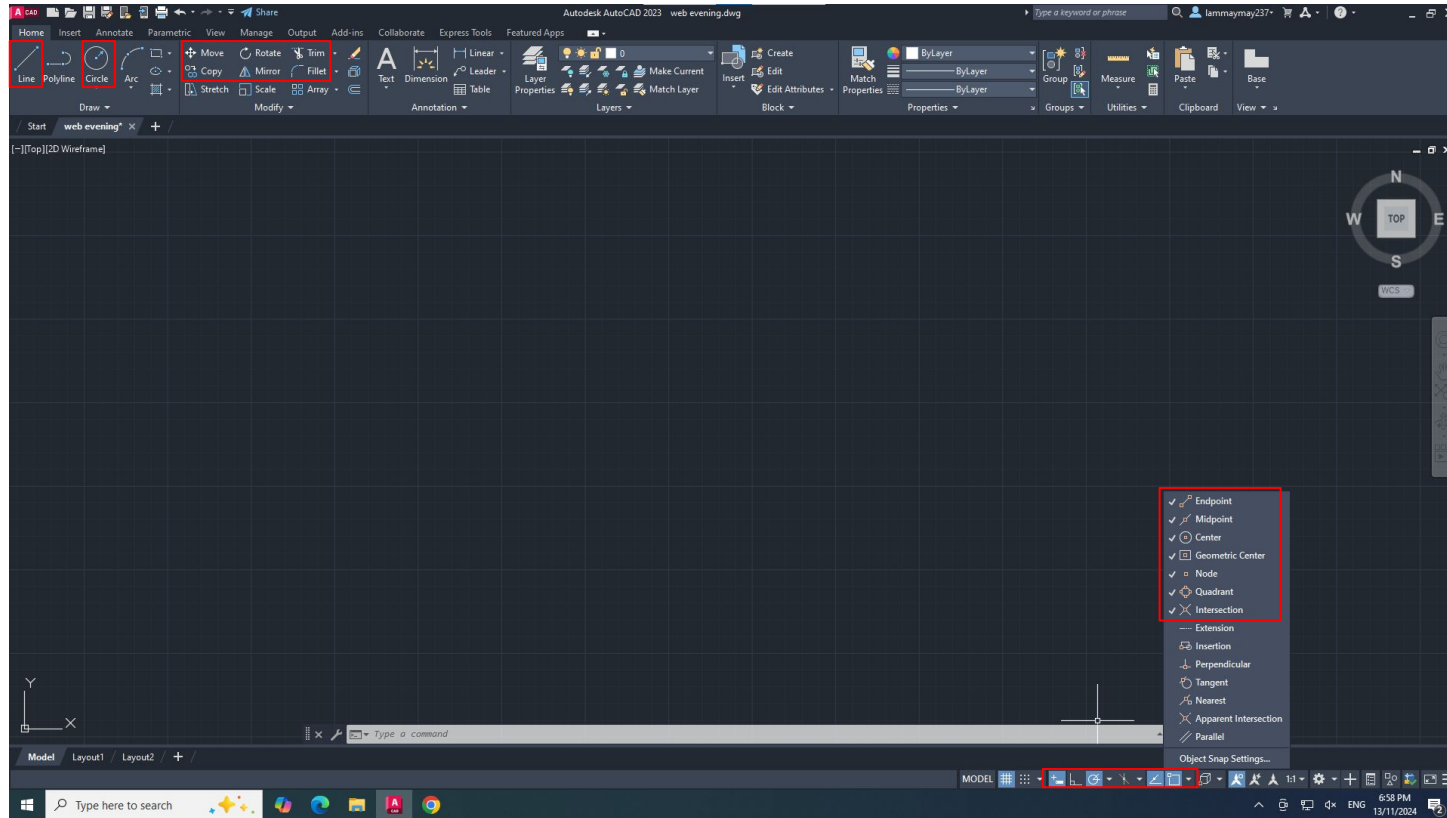 A CAD Share Autodesk AutoCAD 2023 web evening.dwg Type a keyword or phrase lammaymay237
Home Insert Annotate Parametric View Manage Output Add-ins Collaborate Express Tools Featured Apps
Line Polyline Circle Arc
Move Rotate Trim
Copy Mirror Fillet
Stretch Scale Array
Text Dimension
Linear
Leader
Table
Layer
Properties
0
Make Current
Match Layer
Insert
Create
Edit
Edit Attributes
Match
Properties
ByLayer
ByLayer
ByLayer
Group
Measure
Paste
Base
Draw Modify Annotation Layers Block Properties Groups Utilities Clipboard View
Start web evening*
[−][Top][2D Wireframe]
N
W TOP E
S
WCS
Endpoint
Midpoint
Center
Geometric Center
Node
Quadrant
Intersection
Extension
Insertion
Perpendicular
Tangent
Nearest
Apparent Intersection
Parallel
Object Snap Settings...
Y
X
Type a command
Model Layout1 Layout2
MODEL 1:1
Type here to search ENG 6:58 PM
13/11/2024 2